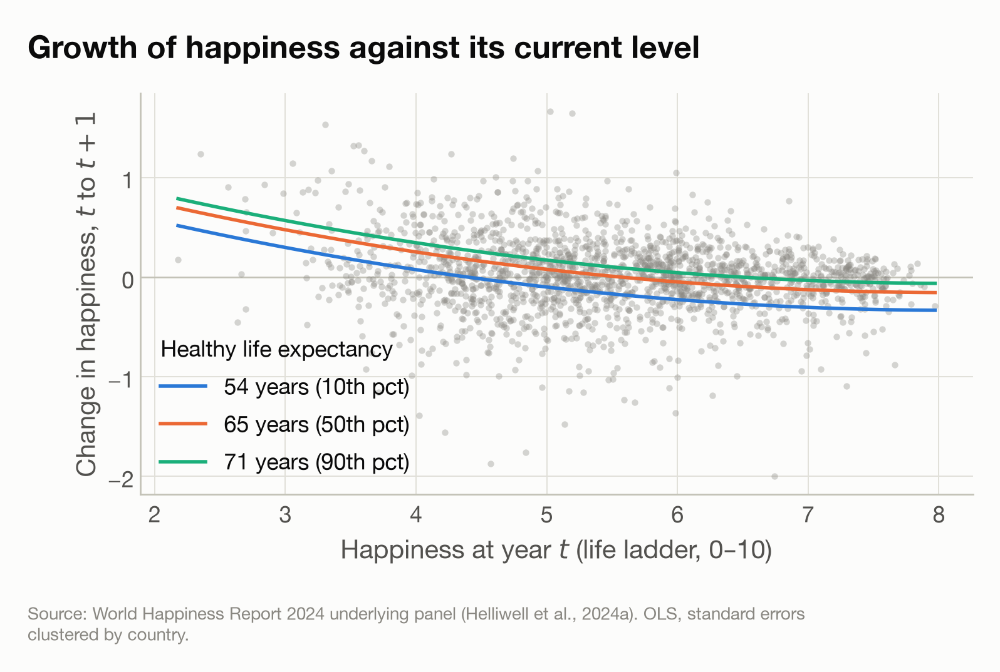 Growth of happiness against its current level
Change in happiness, t to t + 1
1
0
−1
−2
Healthy life expectancy
54 years (10th pct)
65 years (50th pct)
71 years (90th pct)
2 3 4 5 6 7 8
Happiness at year t (life ladder, 0–10)
Source: World Happiness Report 2024 underlying panel (Helliwell et al., 2024a). OLS, standard errors
clustered by country.